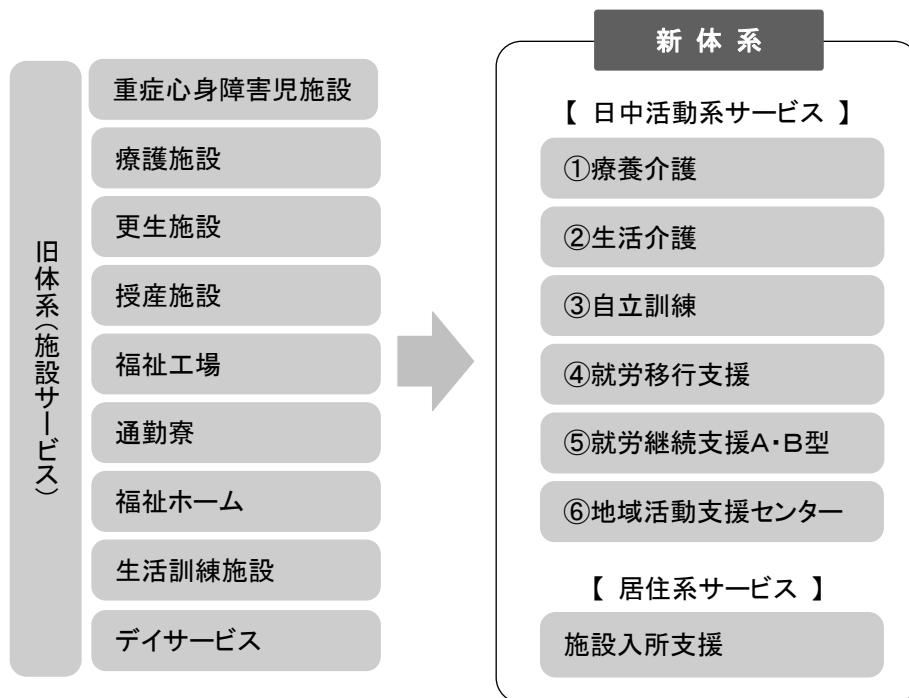 旧体系(施設サービス)
重症心身障害児施設
療護施設
更生施設
授産施設
福祉工場
通勤寮
福祉ホーム
生活訓練施設
デイサービス
新体系
【 日中活動系サービス 】
①療養介護
②生活介護
③自立訓練
④就労移行支援
⑤就労継続支援A・B型
⑥地域活動支援センター
【 居住系サービス 】
施設入所支援